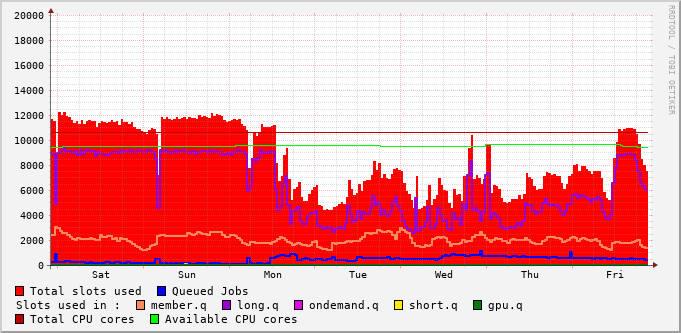 20000
18000
16000
14000
12000
10000
8000
6000
4000
2000
0
Sat Sun Mon Tue Wed Thu Fri
RRDTOOL / TOBI OETIKER
Total slots used Queued Jobs
Slots used in : member.q long.q ondemand.q short.q gpu.q
Total CPU cores Available CPU cores